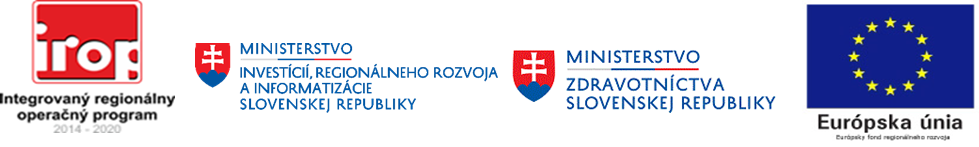 irop
Integrovaný regionálny
operačný program
2014 - 2020
MINISTERSTVO
INVESTÍCIÍ, REGIONÁLNEHO ROZVOJA
A INFORMATIZÁCIE
SLOVENSKEJ REPUBLIKY
MINISTERSTVO
ZDRAVOTNÍCTVA
SLOVENSKEJ REPUBLIKY
Európska únia
Európsky fond regionálneho rozvoja